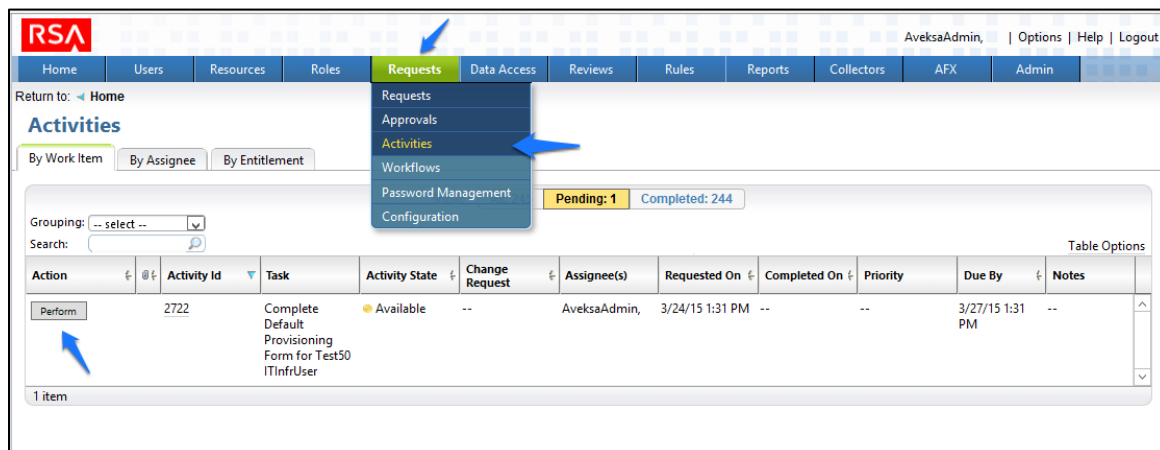 RSA
AveksaAdmin, | Options | Help | Logout
Home Users Resources Roles Requests Data Access Reviews Rules Reports Collectors AFX Admin
Return to: Home
Requests
Approvals
Activities
Workflows
Password Management
Configuration
Activities
By Work Item By Assignee By Entitlement
Pending: 1 Completed: 244
Grouping: -- select --
Search:
Table Options
Action Activity Id Task Activity State Change Request Assignee(s) Requested On Completed On Priority Due By Notes
Perform 2722 Complete Available -- AveksaAdmin, 3/24/15 1:31 PM -- -- 3/27/15 1:31 --
Default PM
Provisioning
Form for Test50
ITInfrUser
1 item